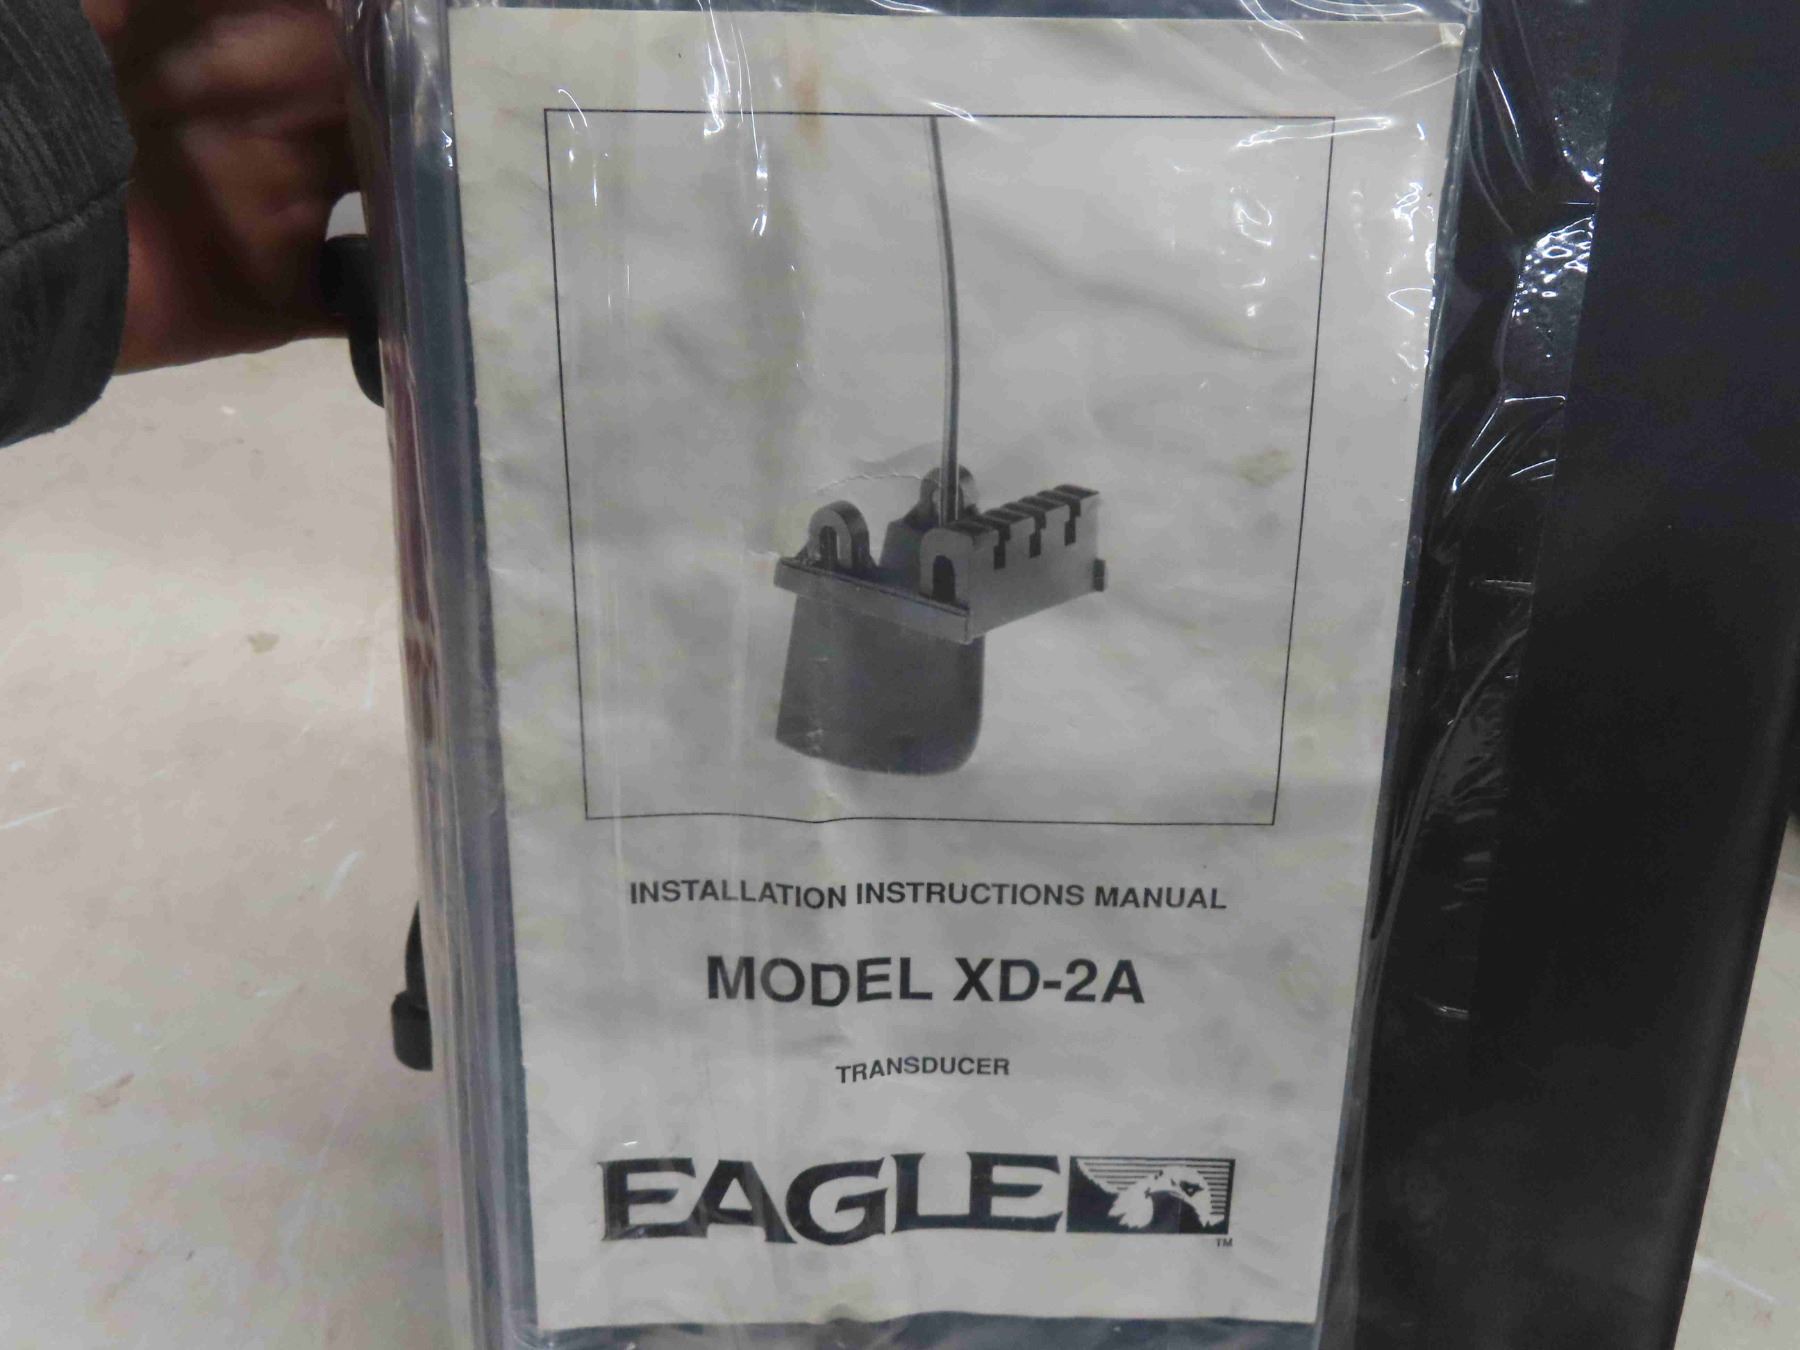 INSTALLATION INSTRUCTIONS MANUAL
MODEL XD-2A
TRANSDUCER
EAGLE
TM